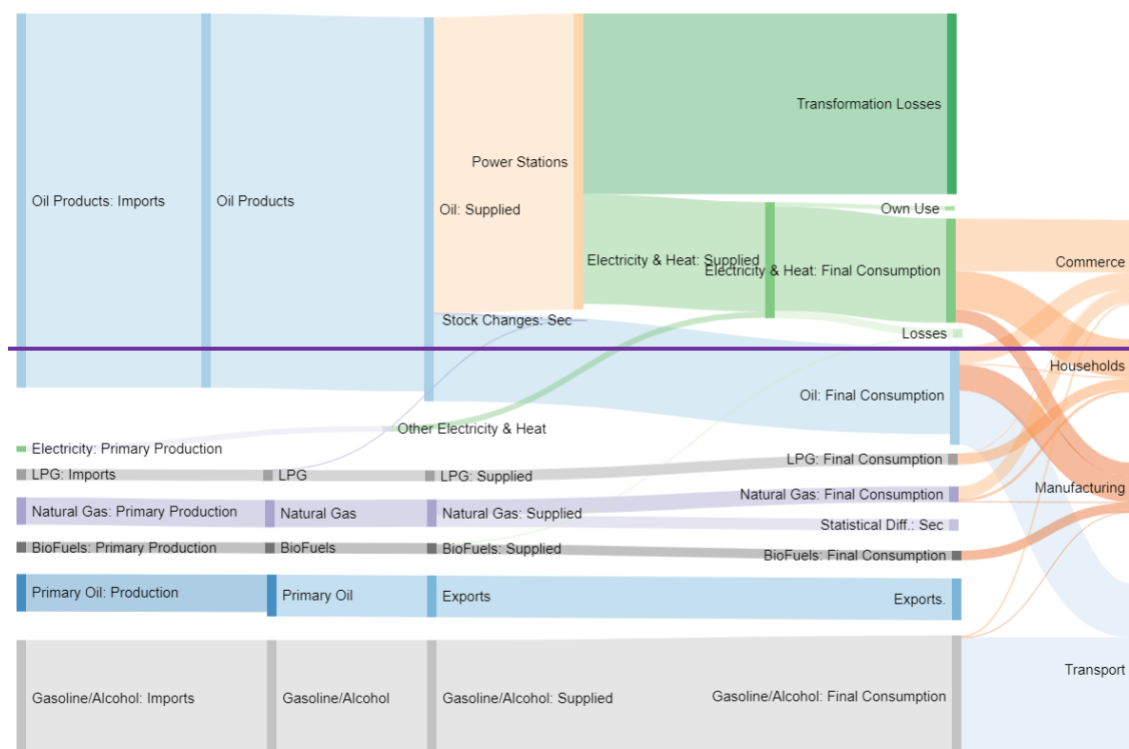 Transformation Losses
Power Stations
Oil Products: Imports
Oil Products
Oil: Supplied
Own Use
Electricity & Heat: Supplied
Electricity & Heat: Final Consumption
Commerce
Stock Changes: Sec
Losses
Households
Oil: Final Consumption
Other Electricity & Heat
Electricity: Primary Production
LPG: Imports
LPG
LPG: Supplied
LPG: Final Consumption
Manufacturing
Natural Gas: Primary Production
Natural Gas
Natural Gas: Supplied
Natural Gas: Final Consumption
Statistical Diff.: Sec
BioFuels: Primary Production
BioFuels
BioFuels: Supplied
BioFuels: Final Consumption
Primary Oil: Production
Primary Oil
Exports
Exports.
Transport
Gasoline/Alcohol: Imports
Gasoline/Alcohol
Gasoline/Alcohol: Supplied
Gasoline/Alcohol: Final Consumption